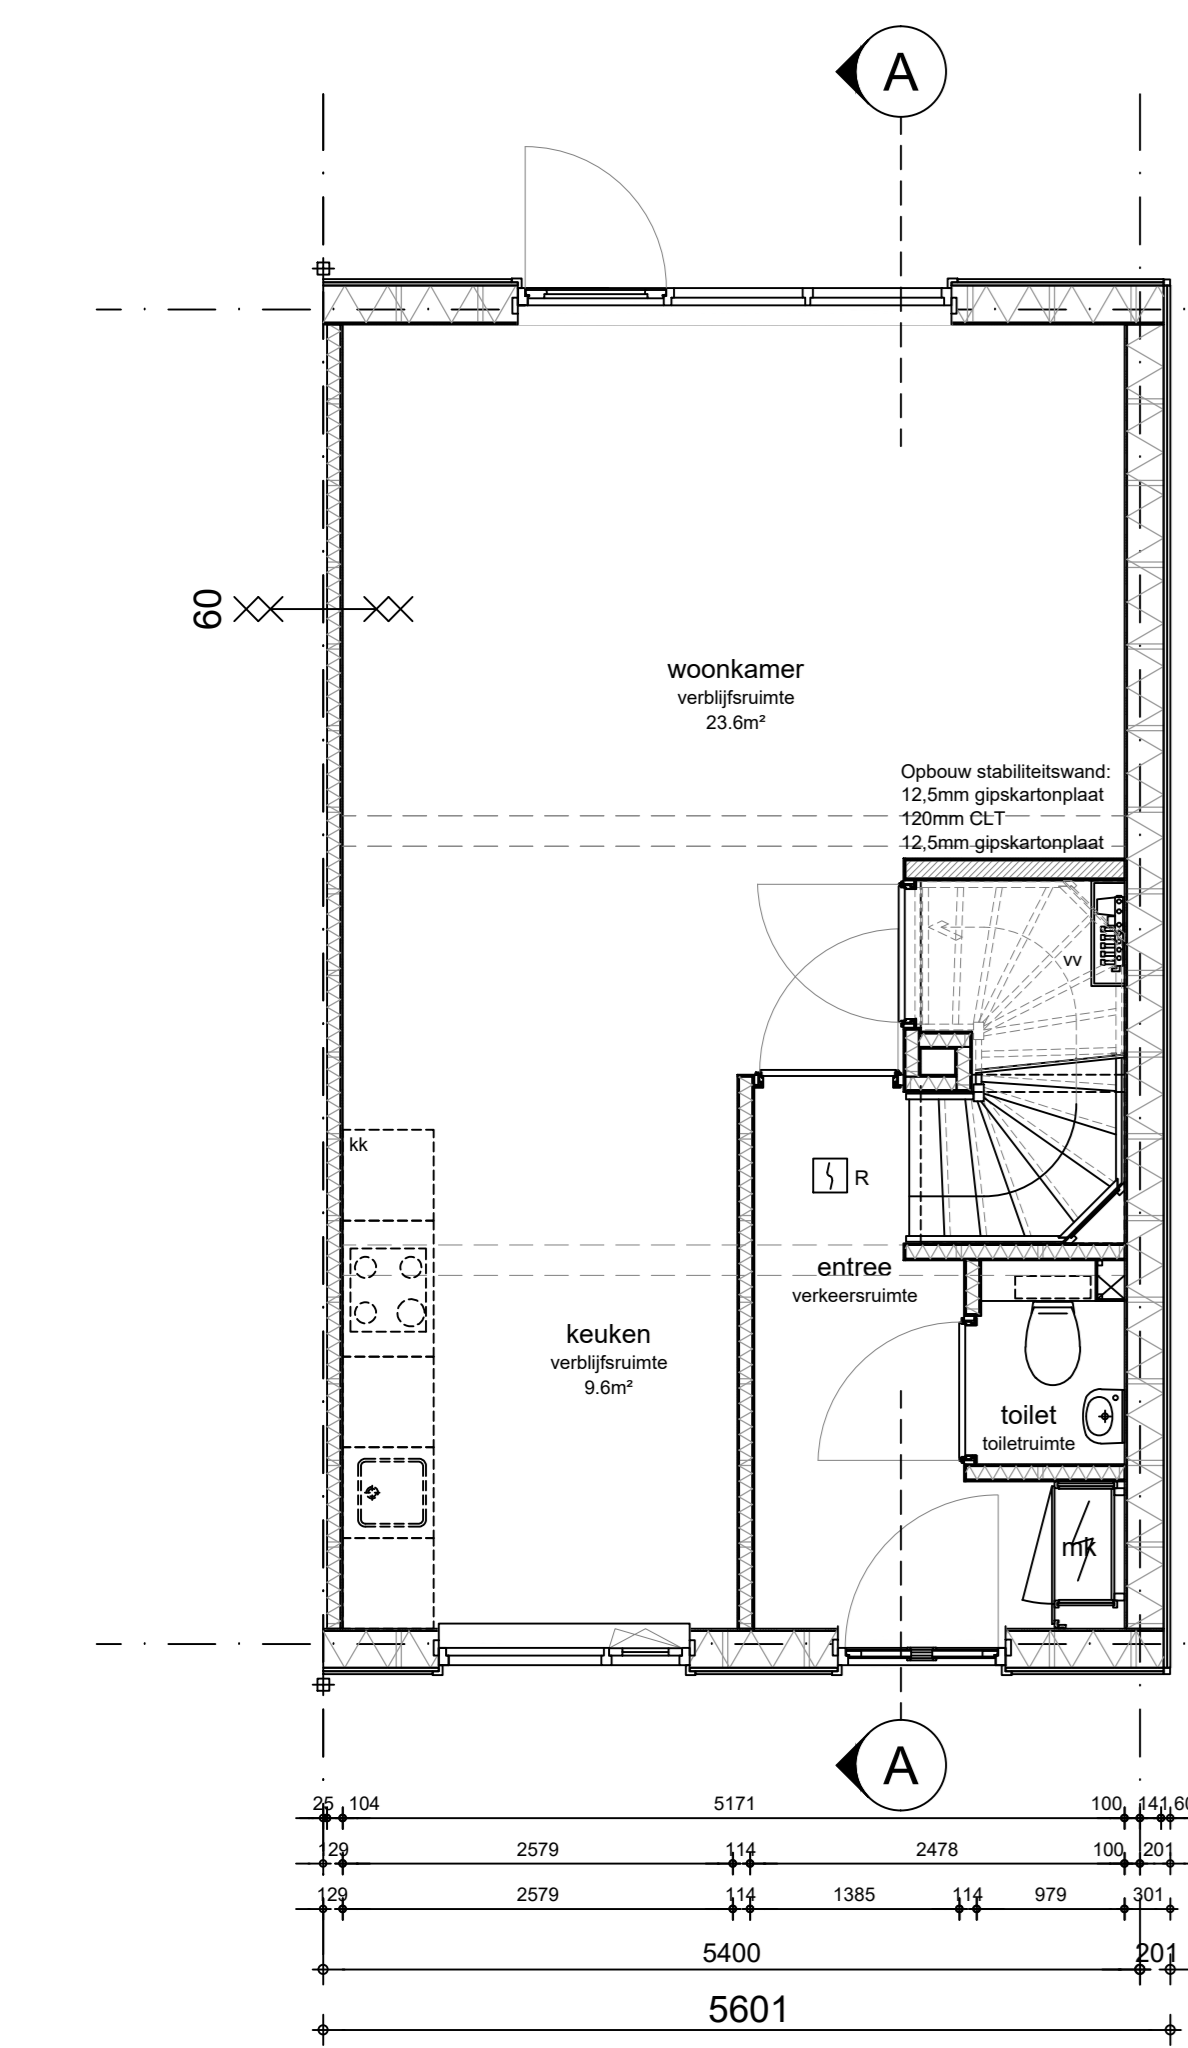 A
60
woonkamer
verblijfsruimte
23.6m²
Opbouw stabiliteitswand:
12,5mm gipskartonplaat
120mm CLT
12,5mm gipskartonplaat
vv
kk
R
entree
verkeersruimte
keuken
verblijfsruimte
9.6m²
toilet
toiletruimte
mk
A
25 104 5171 100 141 60
129 2579 114 2478 100 201
129 2579 114 1385 114 979 301
5400 201
5601